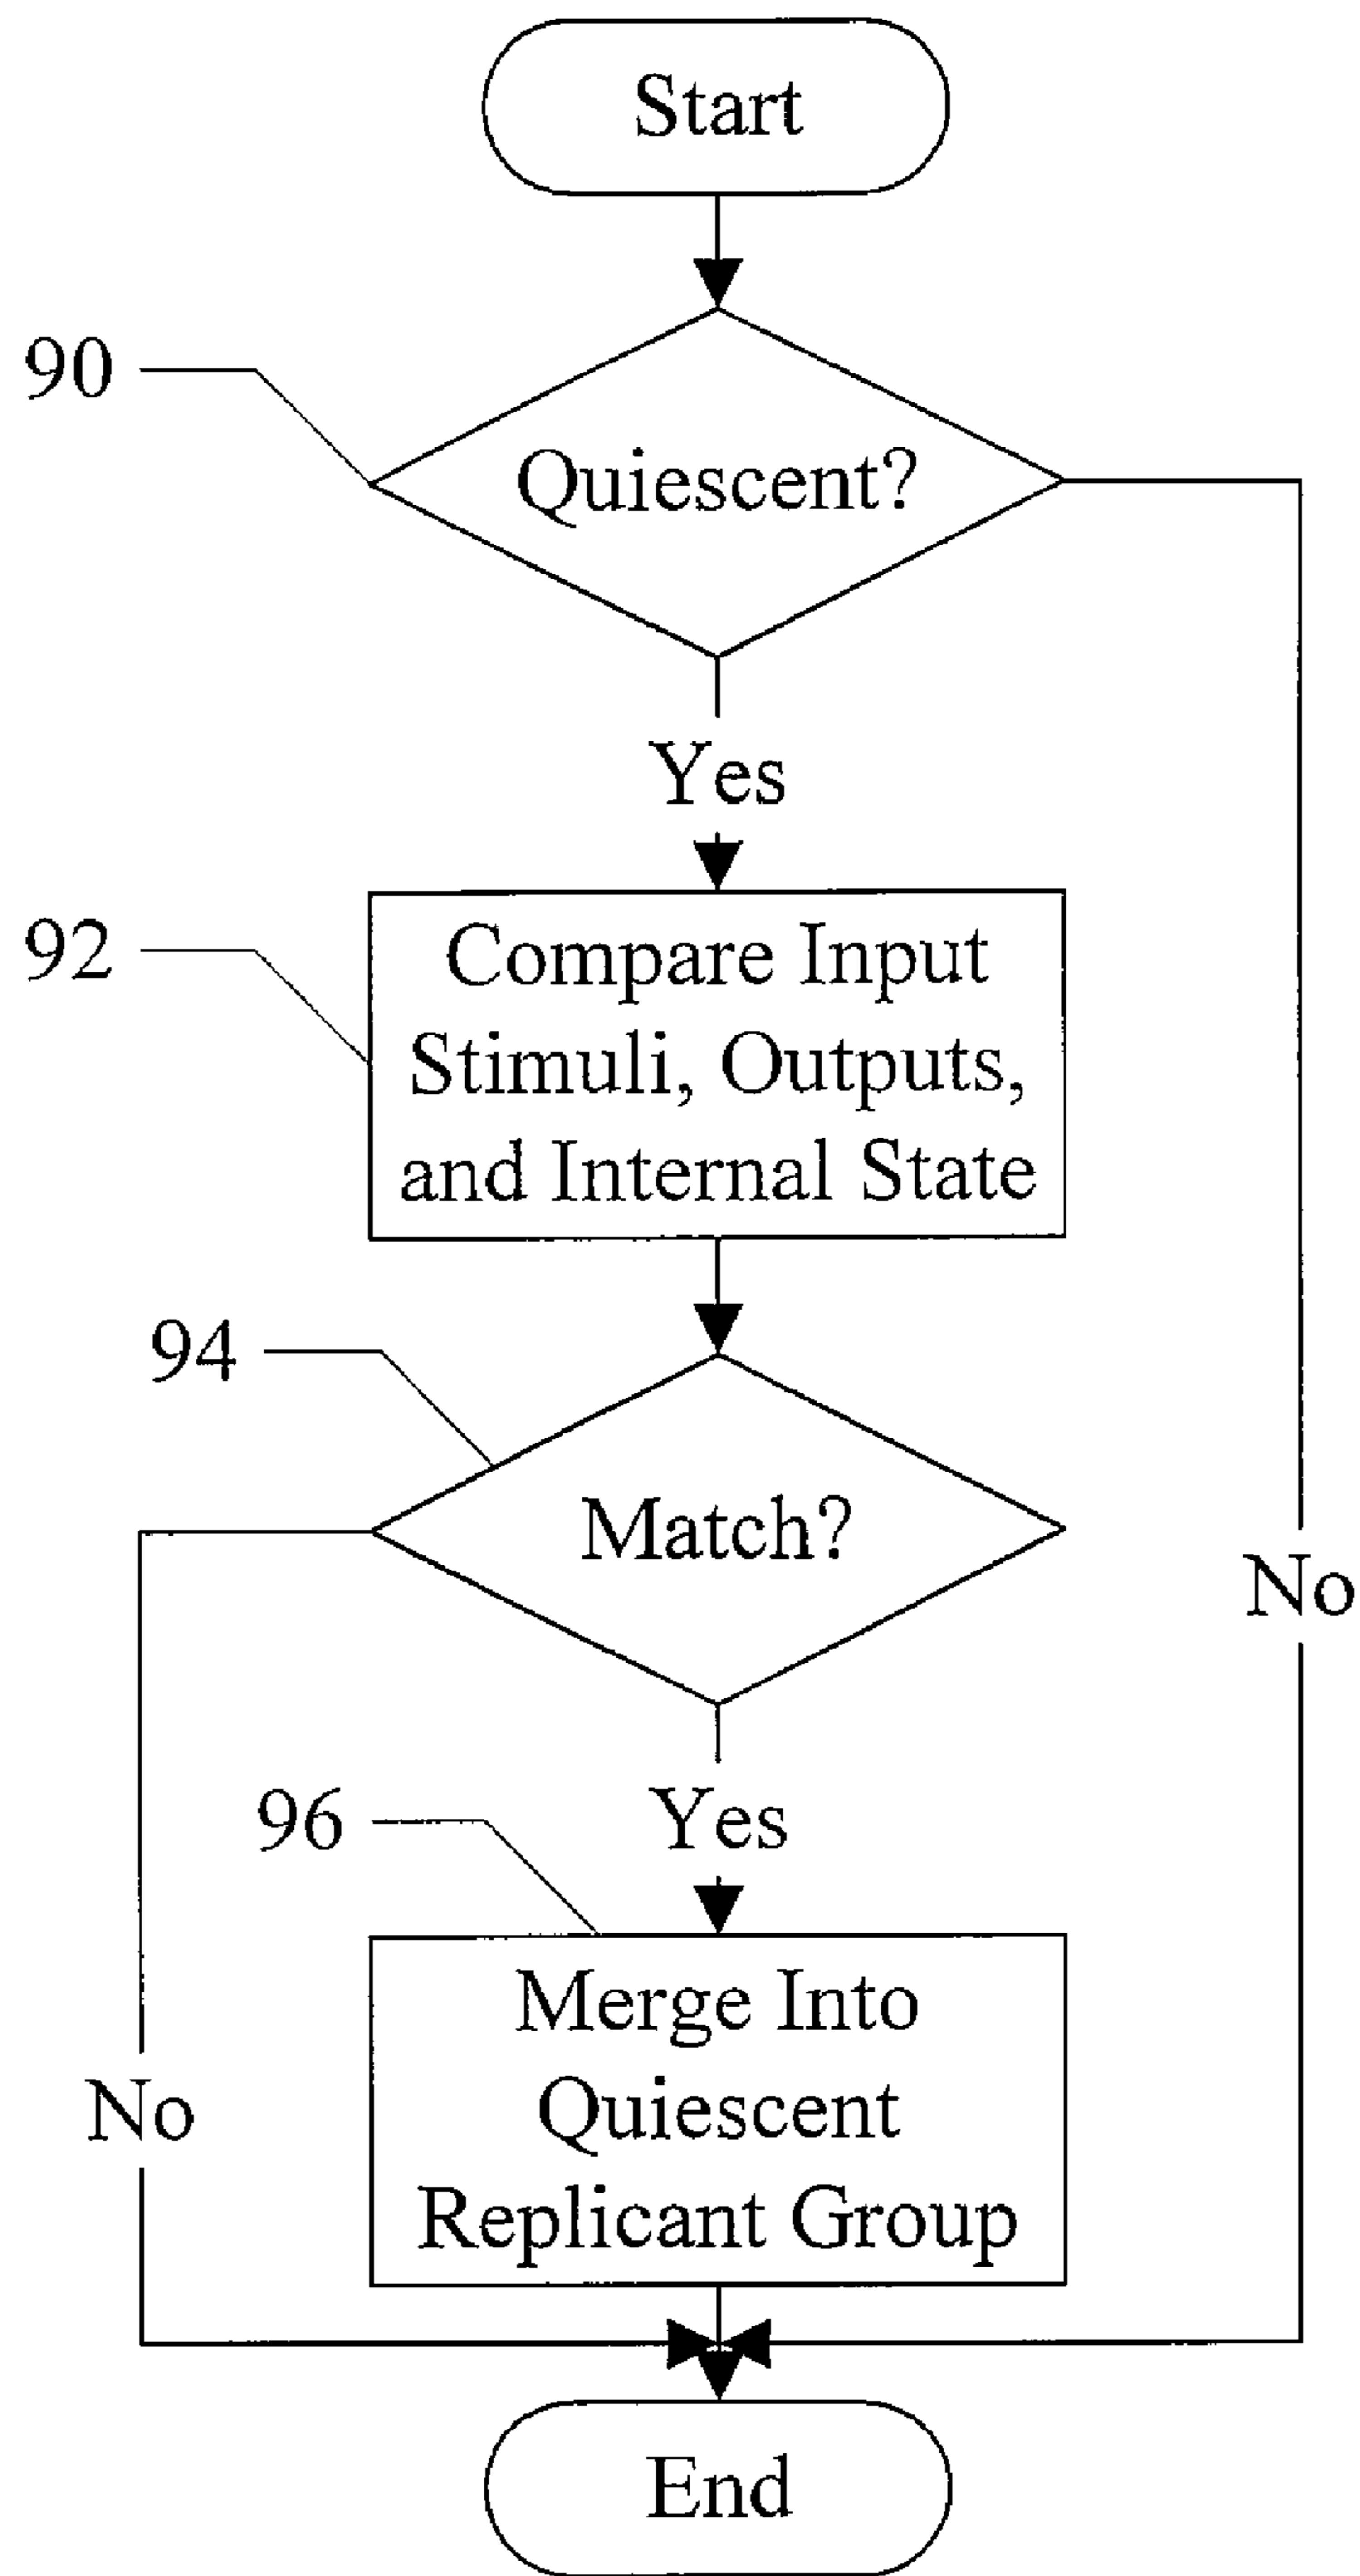 Start
90
Quiescent?
Yes
92
Compare Input
Stimuli, Outputs,
and Internal State
94
Match?
No
96
Yes
Merge Into
Quiescent
Replicant Group
No
End